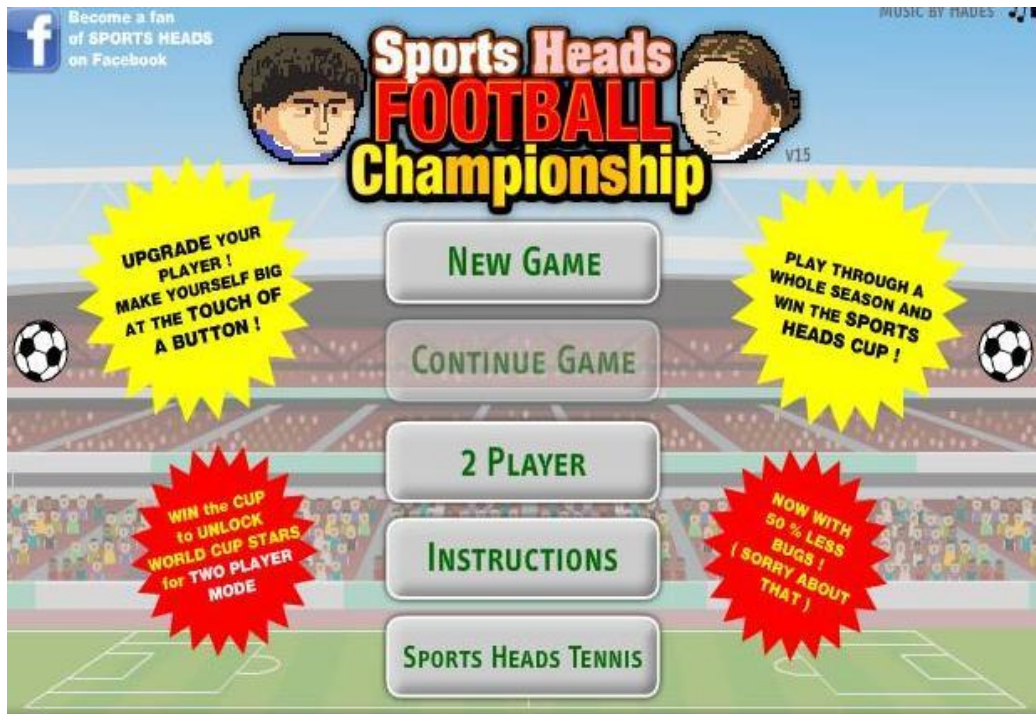 Become a fan
of SPORTS HEADS
on Facebook
MUSIC BY HADES
Sports Heads
FOOTBALL
Championship
v15
UPGRADE YOUR
PLAYER !
MAKE YOURSELF BIG
AT THE TOUCH OF
A BUTTON !
PLAY THROUGH A
WHOLE SEASON AND
WIN THE SPORTS
HEADS CUP !
NEW GAME
CONTINUE GAME
2 PLAYER
INSTRUCTIONS
SPORTS HEADS TENNIS
WIN the CUP
to UNLOCK
WORLD CUP STARS
for TWO PLAYER
MODE
NOW WITH
50 % LESS
BUGS !
( SORRY ABOUT
THAT )